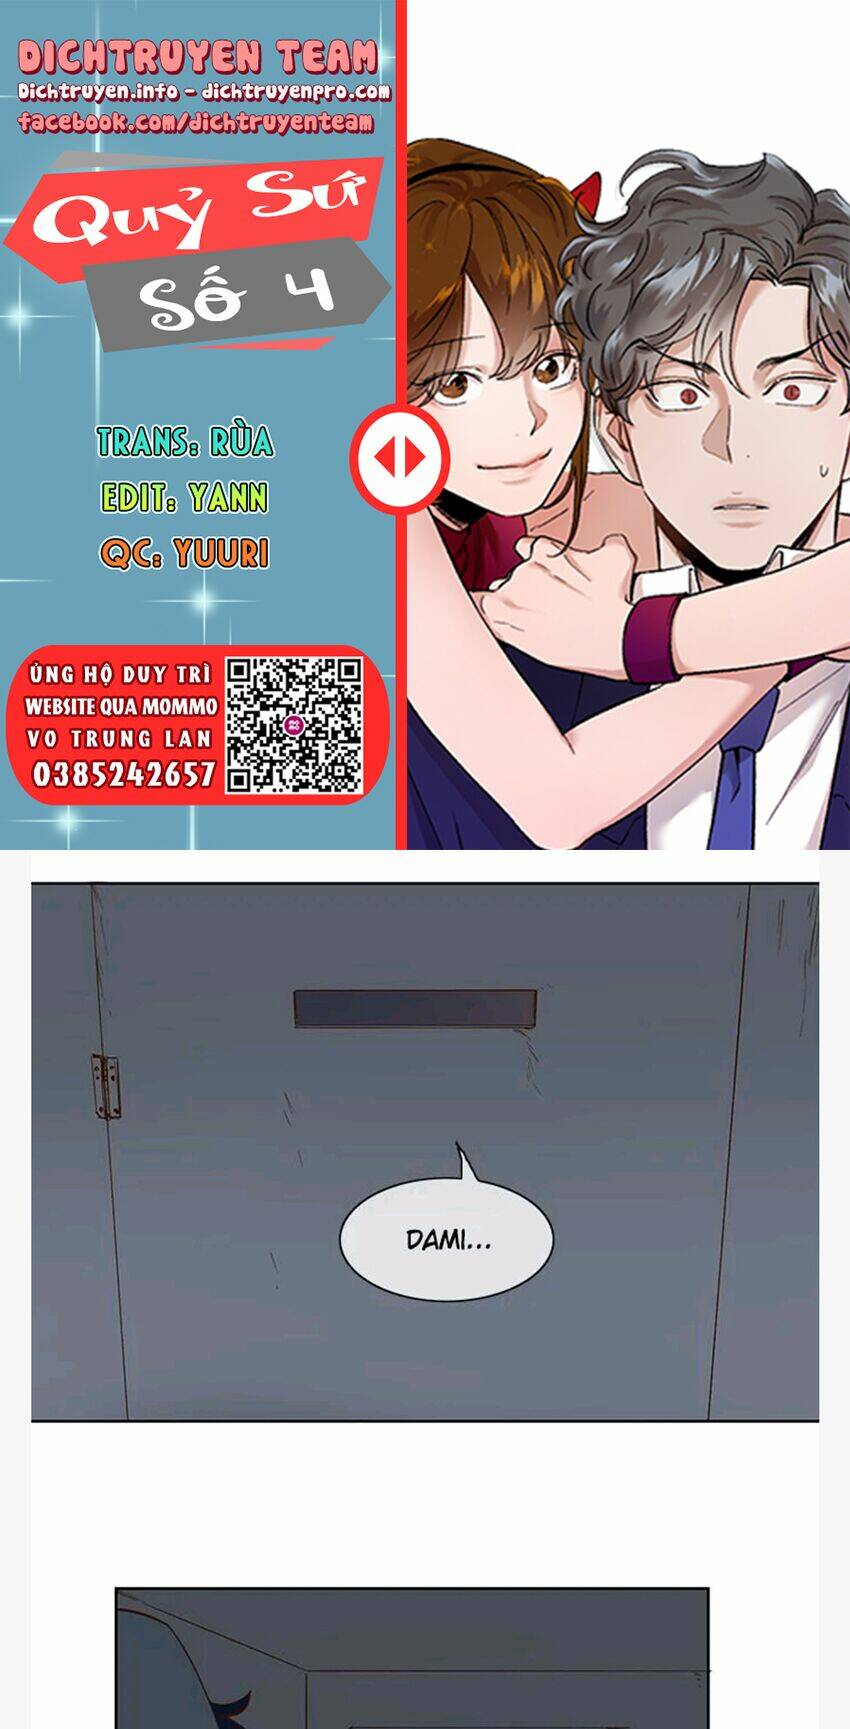 DICHTRUYEN TEAM
Dichtruyen.info - dichtruyenpro.com
facebook.com/dichtruyenteam
Quỷ Sứ
Số 4
TRANS: RÙA
EDIT: YANN
QC: YUURI
ỦNG HỘ DUY TRÌ
WEBSITE QUA MOMMO
VO TRUNG LAN
0385242657
DAMI...